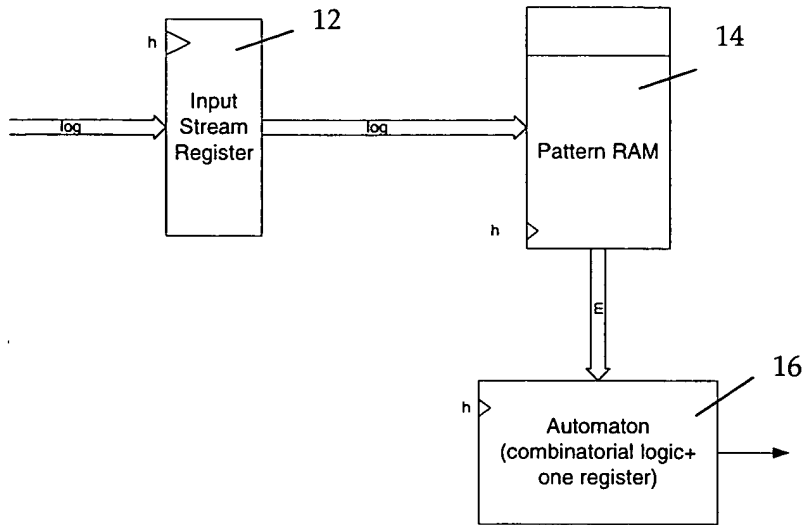 12
14
h
Input
Stream
Register
log
log
Pattern RAM
h
m
16
h
Automaton
(combinatorial logic+
one register)